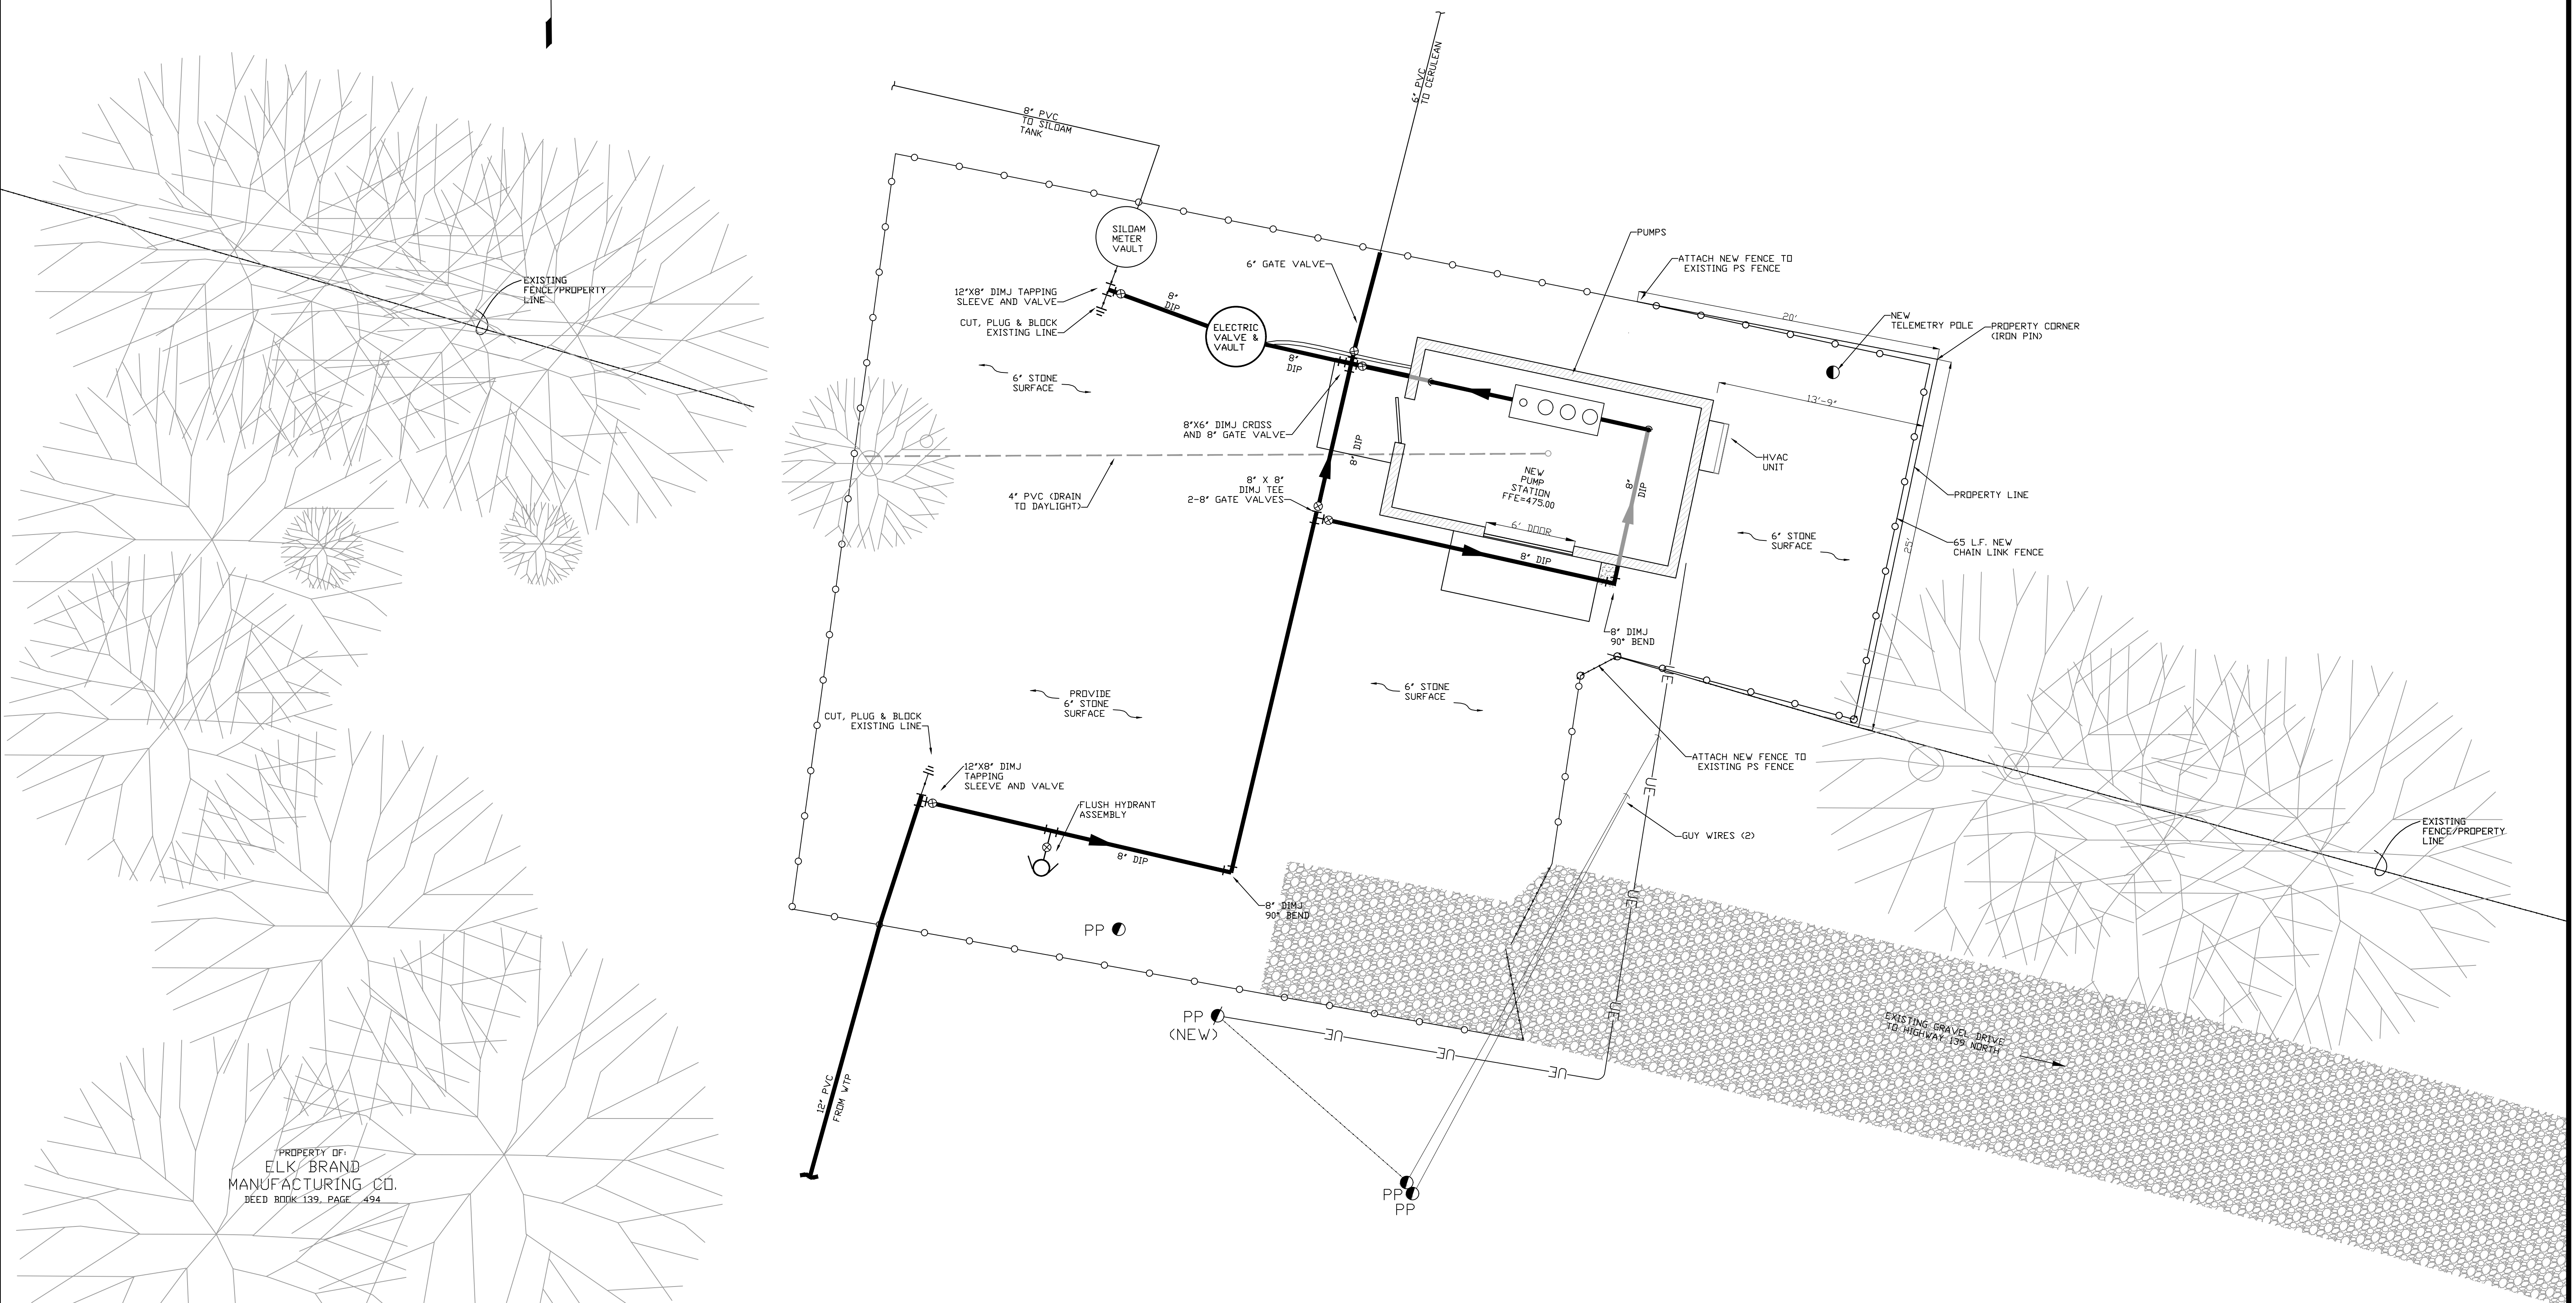 6" PVC
TO CERULEAN
8" PVC
TO SILOAM
TANK
SILOAM
METER
VAULT
PUMPS
ATTACH NEW FENCE TO
EXISTING PS FENCE
6" GATE VALVE
EXISTING
FENCE/PROPERTY
LINE
12"X8" DIMJ TAPPING
SLEEVE AND VALVE
8"
DIP
CUT, PLUG & BLOCK
EXISTING LINE
ELECTRIC
VALVE &
VAULT
20'
NEW
TELEMETRY POLE
PROPERTY CORNER
(IRON PIN)
8"
DIP
6" STONE
SURFACE
13'-9"
8"X6" DIMJ CROSS
AND 8" GATE VALVE
8" DIP
HVAC
UNIT
NEW
PUMP
STATION
FFE=475.00
8"
DIP
8" X 8"
DIMJ TEE
2-8" GATE VALVES
4" PVC (DRAIN
TO DAYLIGHT)
PROPERTY LINE
6' DOOR
8" DIP
6" STONE
SURFACE
25'
65 L.F. NEW
CHAIN LINK FENCE
8" DIMJ
90° BEND
UE
PROVIDE
6" STONE
SURFACE
6" STONE
SURFACE
CUT, PLUG & BLOCK
EXISTING LINE
ATTACH NEW FENCE TO
EXISTING PS FENCE
12"X8" DIMJ
TAPPING
SLEEVE AND VALVE
UE
FLUSH HYDRANT
ASSEMBLY
GUY WIRES (2)
EXISTING
FENCE/PROPERTY
LINE
8" DIP
UE
8" DIMJ
90° BEND
PP
UE
PP
(NEW)
UE
UE
UE
EXISTING GRAVEL DRIVE
TO HIGHWAY 139 NORTH
12" PVC
FROM WTP
PROPERTY OF:
ELK BRAND
MANUFACTURING CO.
DEED BOOK 139, PAGE 494
PP
PP